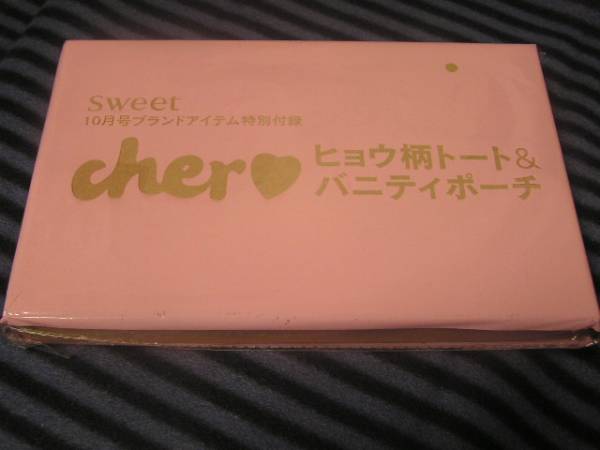 sweet
10月号ブランドアイテム特別付録
cher
ヒョウ柄トート&
バニティポーチ